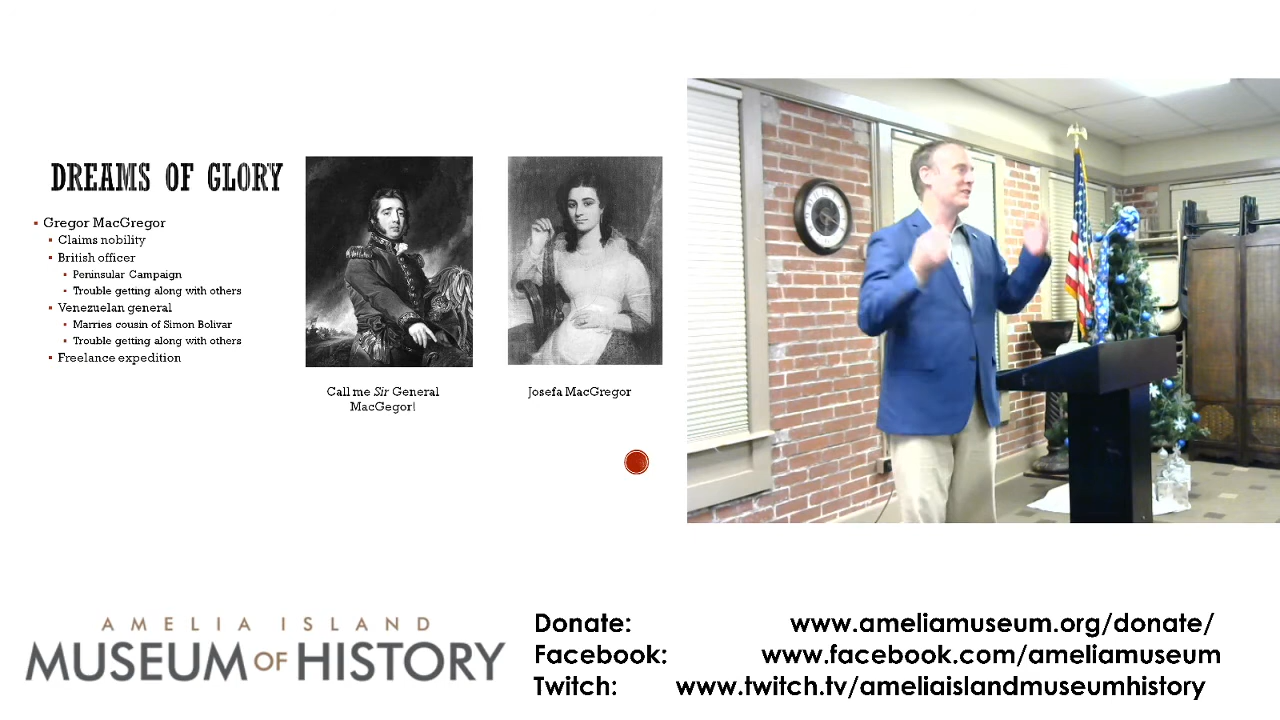 DREAMS OF GLORY
Gregor MacGregor
Claims nobility
British officer
Peninsular Campaign
Trouble getting along with others
Venezuelan general
Marries cousin of Simon Bolivar
Trouble getting along with others
Freelance expedition
Call me Sir General
MacGegor!
Josefa MacGregor
AMELIA ISLAND
MUSEUM OF HISTORY
Donate: www.ameliamuseum.org/donate/
Facebook: www.facebook.com/ameliamuseum
Twitch: www.twitch.tv/ameliaislandmuseumhistory